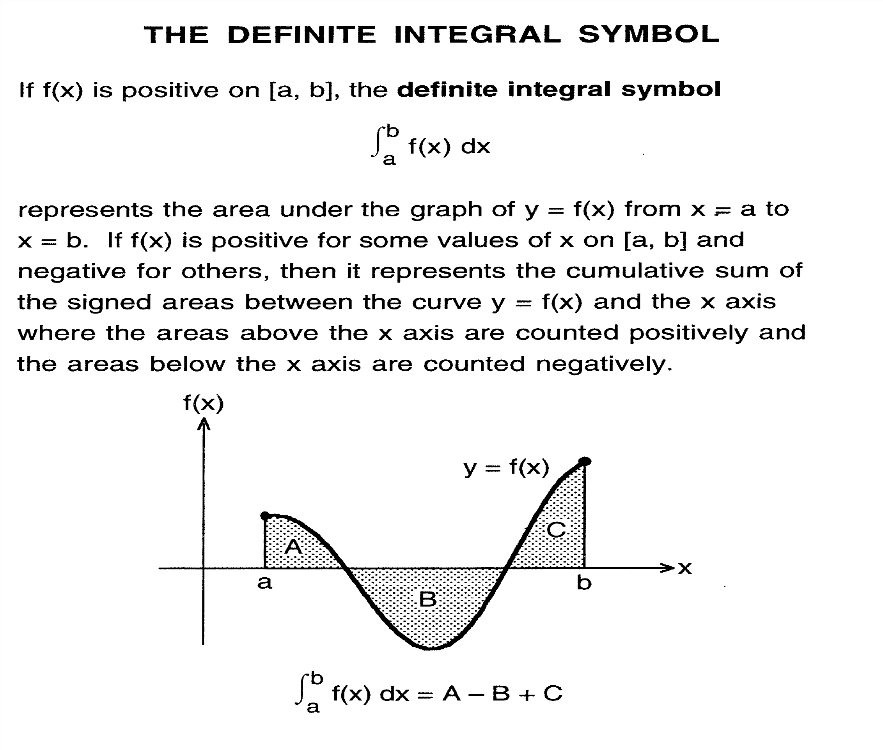 THE DEFINITE INTEGRAL SYMBOL
If f(x) is positive on [a, b], the definite integral symbol
∫_a^b f(x) dx
represents the area under the graph of y = f(x) from x = a to
x = b. If f(x) is positive for some values of x on [a, b] and
negative for others, then it represents the cumulative sum of
the signed areas between the curve y = f(x) and the x axis
where the areas above the x axis are counted positively and
the areas below the x axis are counted negatively.
f(x)
y = f(x)
C
A
x
a
b
B
∫_a^b f(x) dx = A − B + C